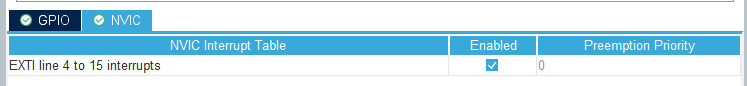 GPIO NVIC
NVIC Interrupt Table Enabled Preemption Priority
EXTI line 4 to 15 interrupts 0